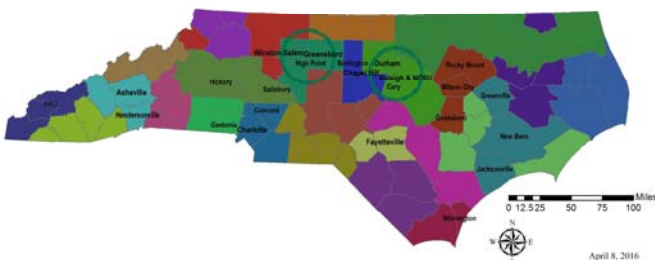 Winston-Salem Greensboro
High Point
Burlington
Durham
Chapel Hill
Raleigh & NCSU
Cary
Rocky Mount
Wilson City
Greenville
Goldsboro
Hickory
Salisbury
Asheville
Hendersonville
Concord
Gastonia
Charlotte
Fayetteville
New Bern
Jacksonville
Wilmington
0 12.5 25 50 75 100
Miles
N
W E
S
April 8, 2016